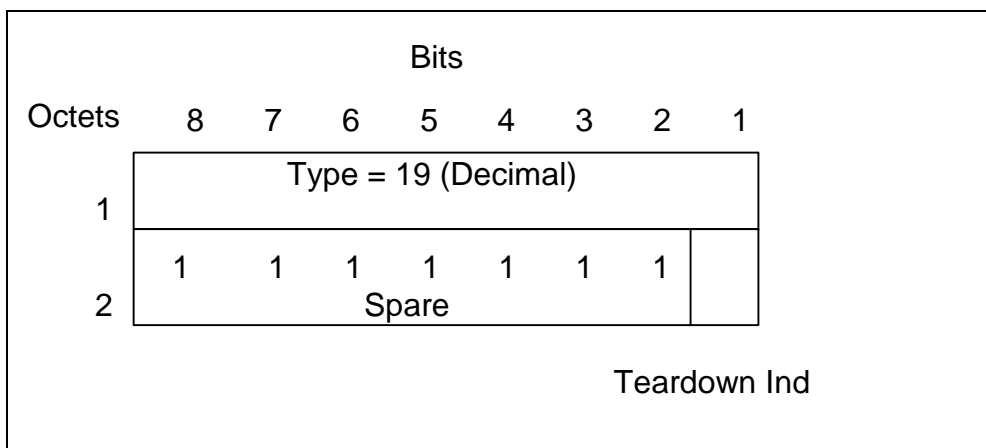 Bits
Octets 8 7 6 5 4 3 2 1
Type = 19 (Decimal)
1
1 1 1 1 1 1 1
2 Spare
Teardown Ind